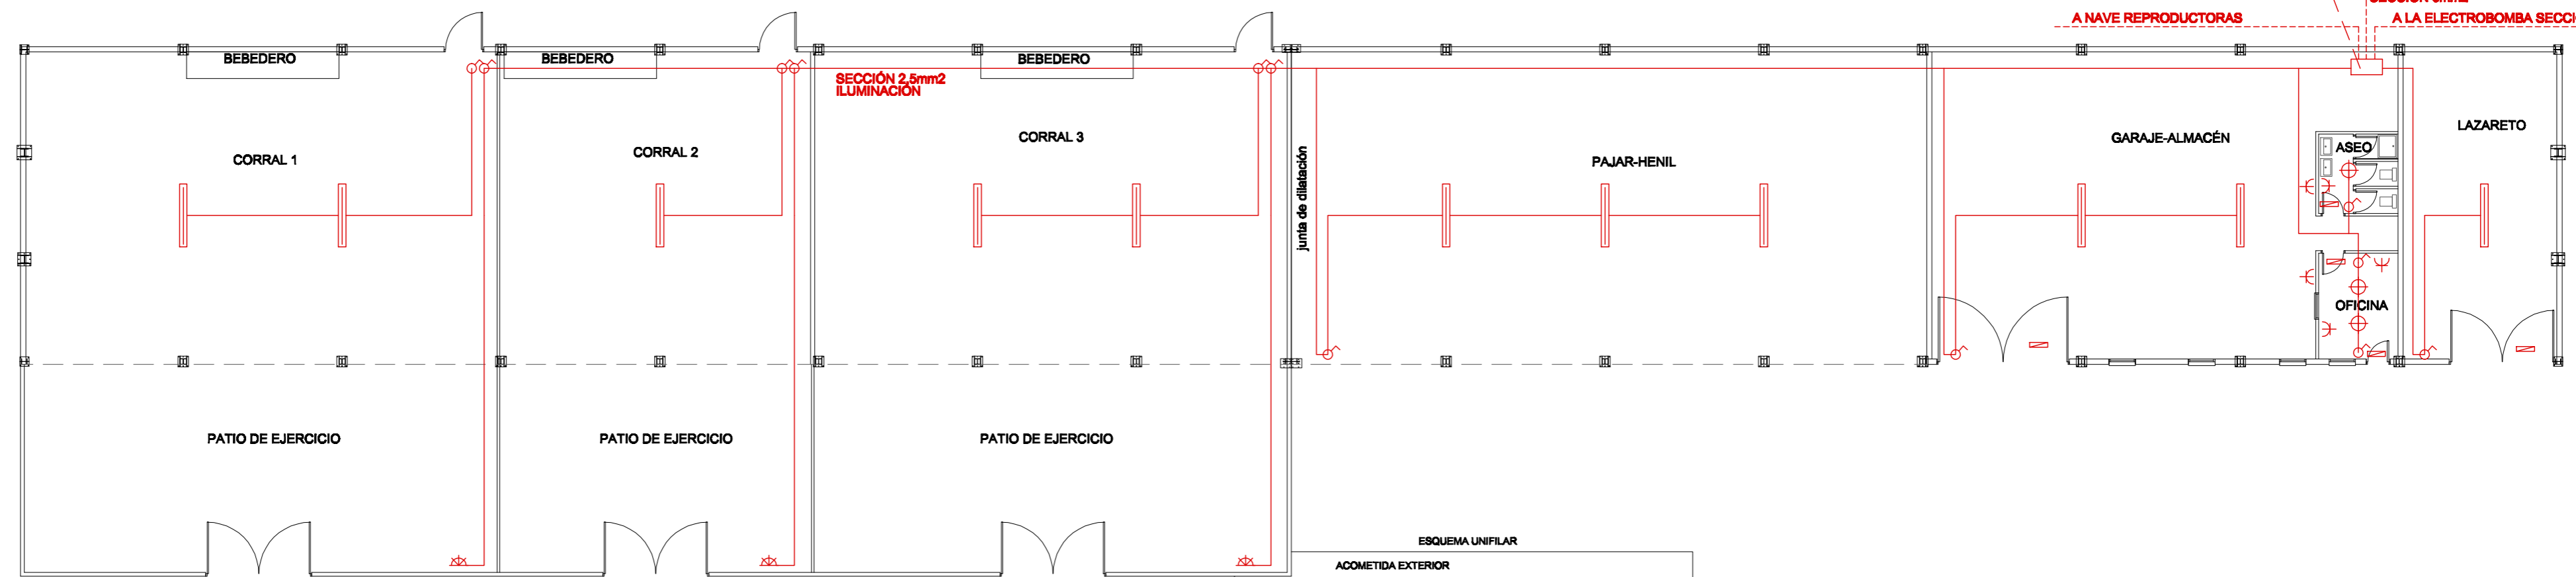 A NAVE REPRODUCTORAS
A LA ELECTROBOMBA
BEBEDERO
BEBEDERO
BEBEDERO
SECCIÓN 2,5mm2
ILUMINACIÓN
CORRAL 1
CORRAL 2
CORRAL 3
junta de dilatación
PAJAR-HENIL
GARAJE-ALMACÉN
ASEO
LAZARETO
OFICINA
PATIO DE EJERCICIO
PATIO DE EJERCICIO
PATIO DE EJERCICIO
ESQUEMA UNIFILAR
ACOMETIDA EXTERIOR